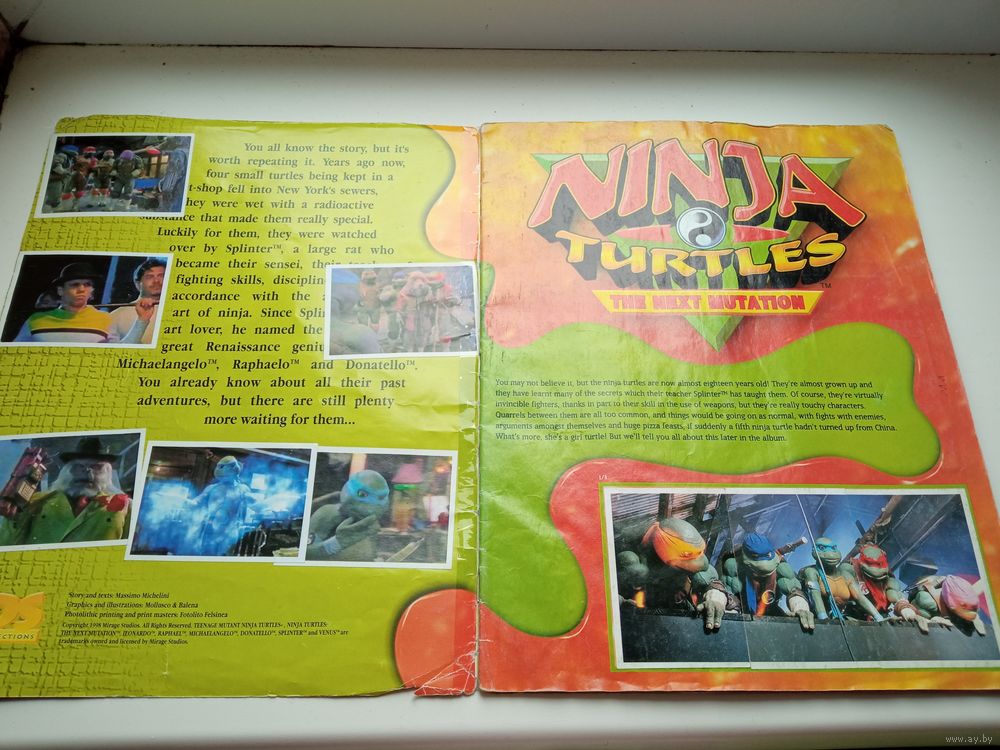 You all know the story, but it's
worth repeating it. Years ago now,
four small turtles being kept in a
t-shop fell into New York's sewers,
hey were wet with a radioactive
substance that made them really special.
Luckily for them, they were watched
over by Splinter™, a large rat who
became their sensei,
fighting skills, disciplin
accordance with the
art of ninja. Since Splin
art lover, he named the
great Renaissance geniu
Michaelangelo™, Raphaelo™ and Donatello™.
You already know about all their past
adventures, but there are still plenty
more waiting for them...
DS
ECTIONS
Story and texts: Massimo Michelini
Graphics and illustrations: Mollusco & Balena
Photolithic printing and print masters: Fotolito Felsinea
Copyright 1998 Mirage Studios. All Rights Reserved. TEENAGE MUTANT NINJA TURTLES™, NINJA TURTLES:
THE NEXT MUTATION™, LEONARDO™, RAPHAEL™, MICHAELANGELO™, DONATELLO™, SPLINTER™ and VENUS™ are
trademarks owned and licensed by Mirage Studios.
NINJA
TURTLES
TM
THE NEXT MUTATION
You may not believe it, but the ninja turtles are now almost eighteen years old! They're almost grown up and
they have learnt many of the secrets which their teacher Splinter™ has taught them. Of course, they're virtually
invincible fighters, thanks in part to their skill in the use of weapons, but they're really touchy characters.
Quarrels between them are all too common, and things would be going on as normal, with fights with enemies,
arguments amongst themselves and huge pizza feasts, if suddenly a fifth ninja turtle hadn't turned up from China.
What's more, she's a girl turtle! But we'll tell you all about this later in the album.
1/3
www.ay.by